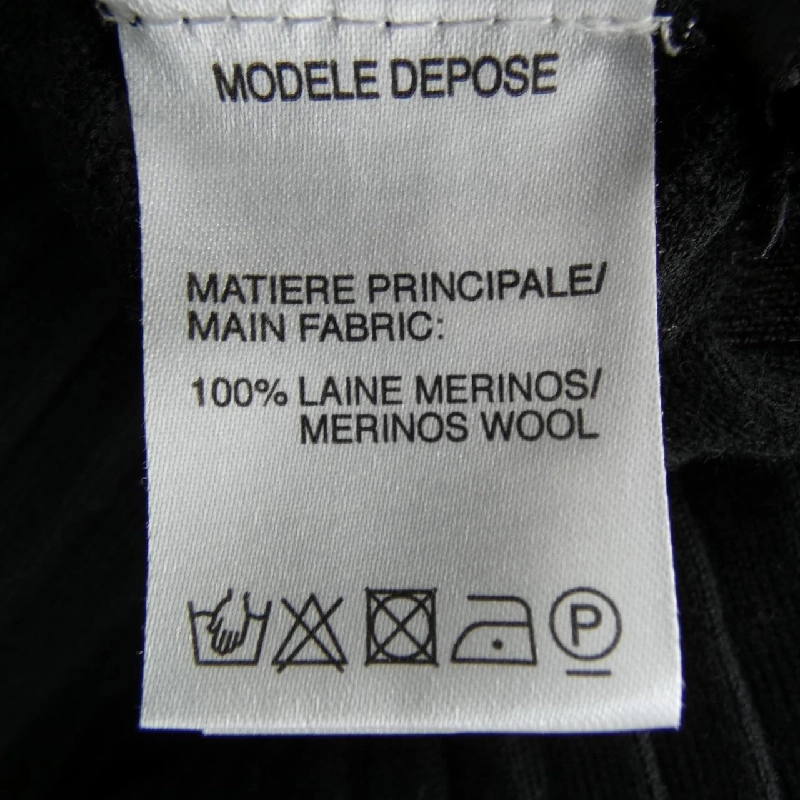 MODELE DEPOSE
MATIERE PRINCIPALE/
MAIN FABRIC:
100% LAINE MERINOS/
MERINOS WOOL
P